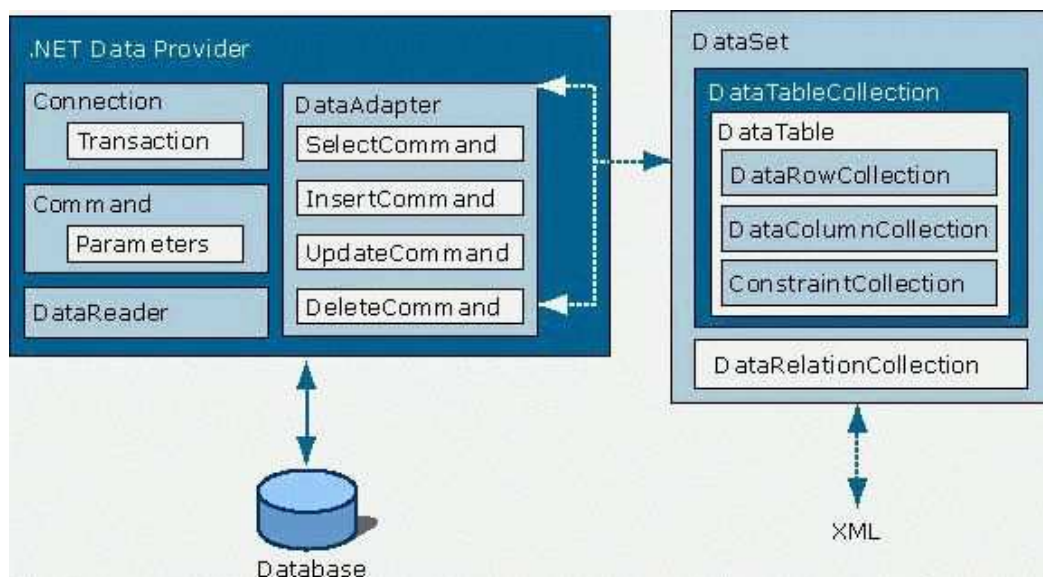 .NET Data Provider
Connection
Transaction
Command
Parameters
DataReader
DataAdapter
SelectCommand
InsertCommand
UpdateCommand
DeleteCommand
Database
DataSet
DataTableCollection
DataTable
DataRowCollection
DataColumnCollection
ConstraintCollection
DataRelationCollection
XML